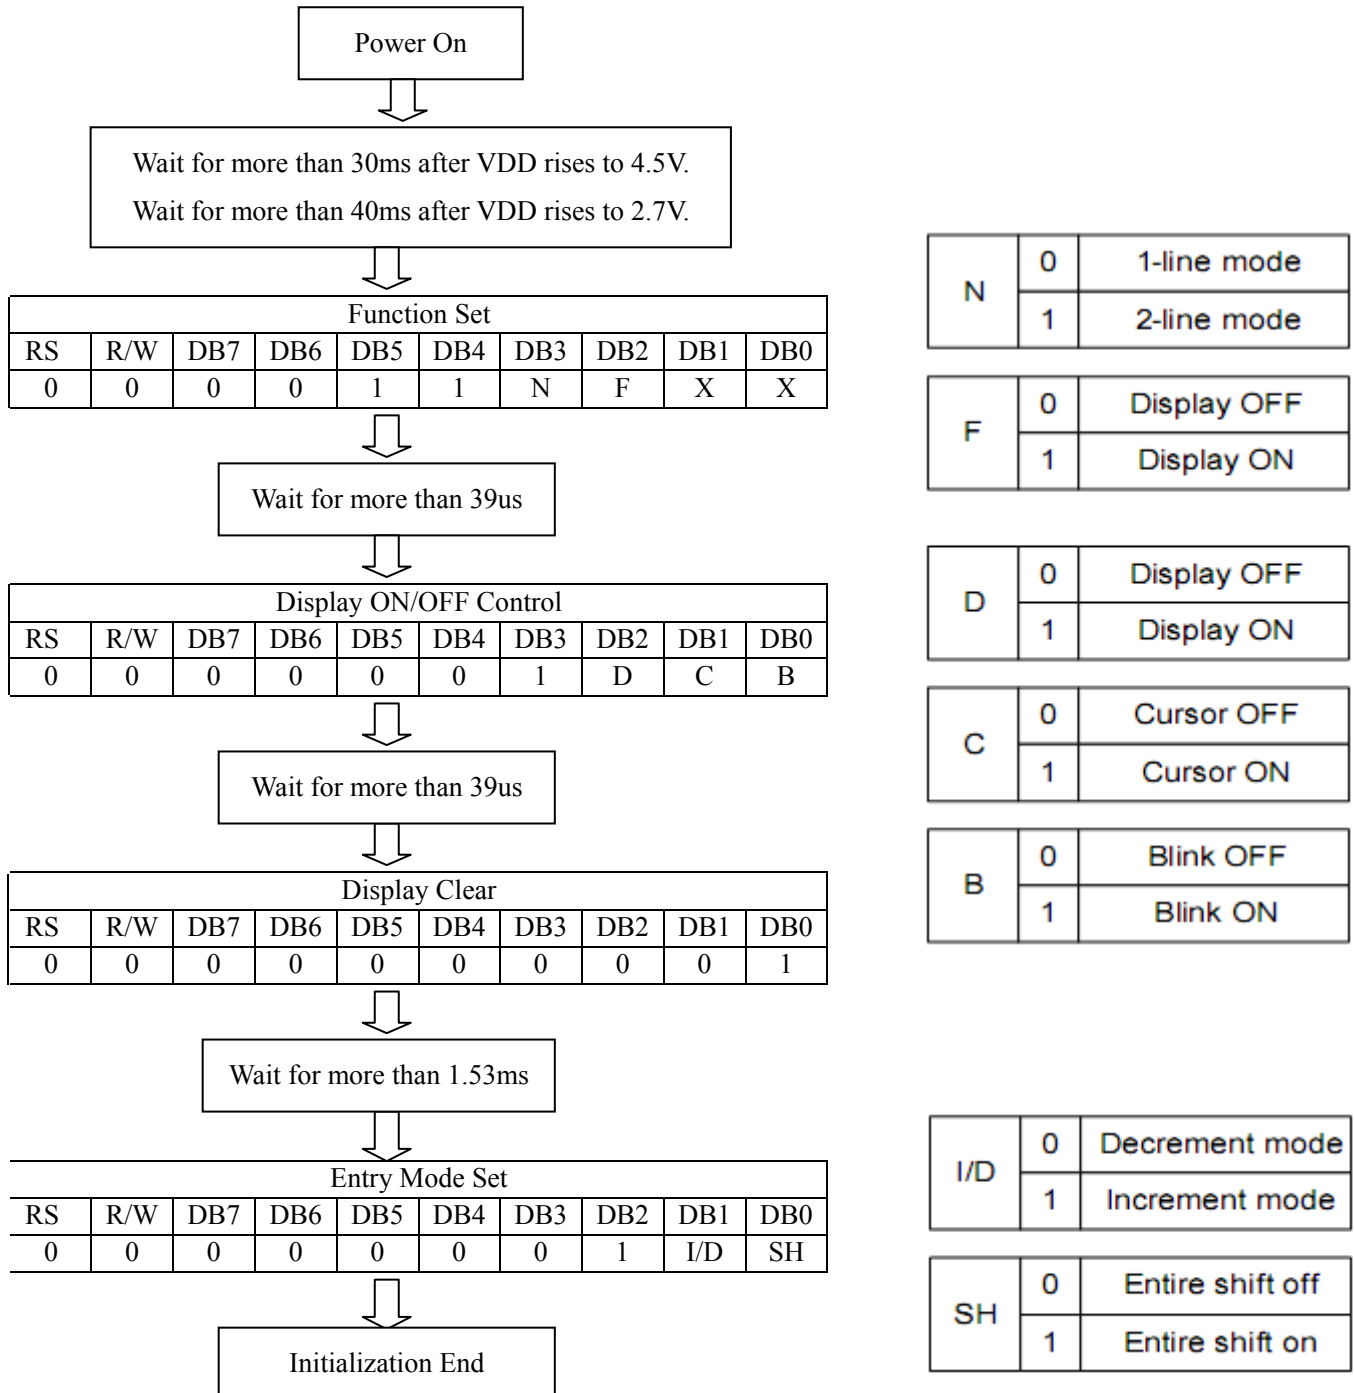 Power On
Wait for more than 30ms after VDD rises to 4.5V.
Wait for more than 40ms after VDD rises to 2.7V.
Function Set
RS R/W DB7 DB6 DB5 DB4 DB3 DB2 DB1 DB0
0 0 0 0 1 1 N F X X
Wait for more than 39us
Display ON/OFF Control
RS R/W DB7 DB6 DB5 DB4 DB3 DB2 DB1 DB0
0 0 0 0 0 0 1 D C B
Wait for more than 39us
Display Clear
RS R/W DB7 DB6 DB5 DB4 DB3 DB2 DB1 DB0
0 0 0 0 0 0 0 0 0 1
Wait for more than 1.53ms
Entry Mode Set
RS R/W DB7 DB6 DB5 DB4 DB3 DB2 DB1 DB0
0 0 0 0 0 0 0 1 I/D SH
Initialization End
N
0 1-line mode
1 2-line mode
F
0 Display OFF
1 Display ON
D
0 Display OFF
1 Display ON
C
0 Cursor OFF
1 Cursor ON
B
0 Blink OFF
1 Blink ON
I/D
0 Decrement mode
1 Increment mode
SH
0 Entire shift off
1 Entire shift on